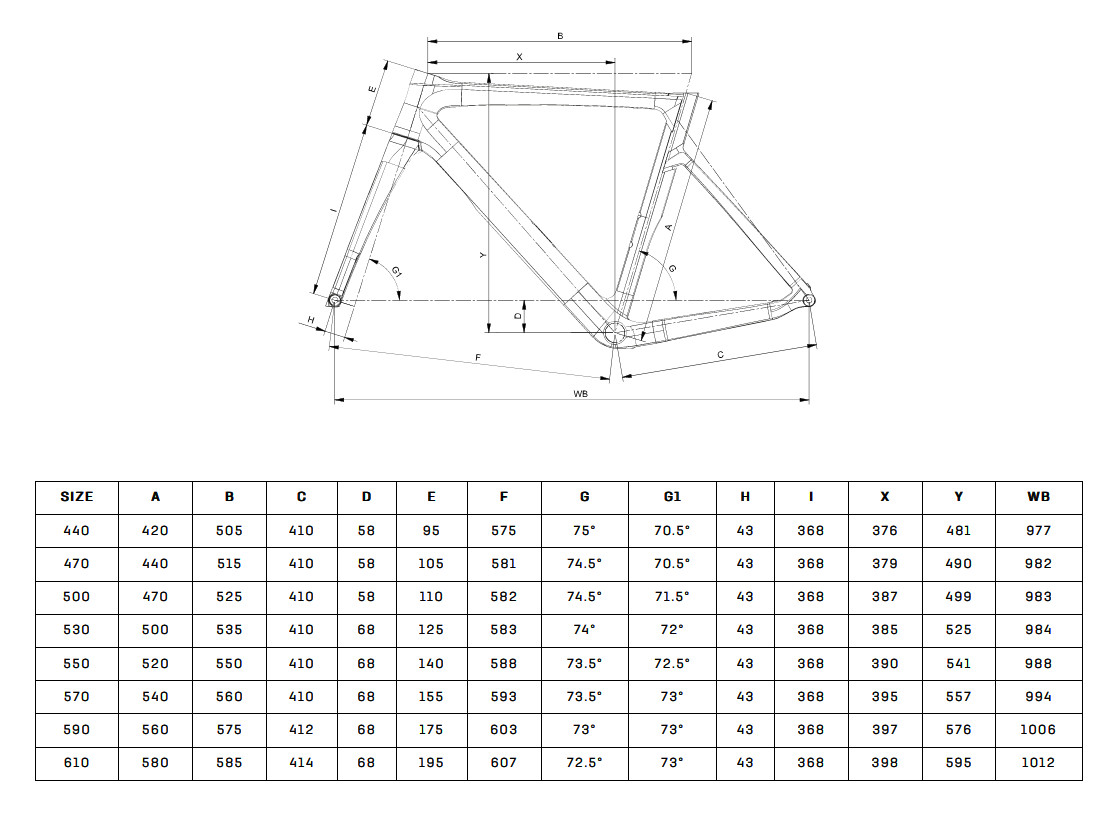 B
X
E
I
Y
A
G1
G
D
H
F
C
WB
SIZE A B C D E F G G1 H I X Y WB
440 420 505 410 58 95 575 75° 70.5° 43 368 376 481 977
470 440 515 410 58 105 581 74.5° 70.5° 43 368 379 490 982
500 470 525 410 58 110 582 74.5° 71.5° 43 368 387 499 983
530 500 535 410 68 125 583 74° 72° 43 368 385 525 984
550 520 550 410 68 140 588 73.5° 72.5° 43 368 390 541 988
570 540 560 410 68 155 593 73.5° 73° 43 368 395 557 994
590 560 575 412 68 175 603 73° 73° 43 368 397 576 1006
610 580 585 414 68 195 607 72.5° 73° 43 368 398 595 1012